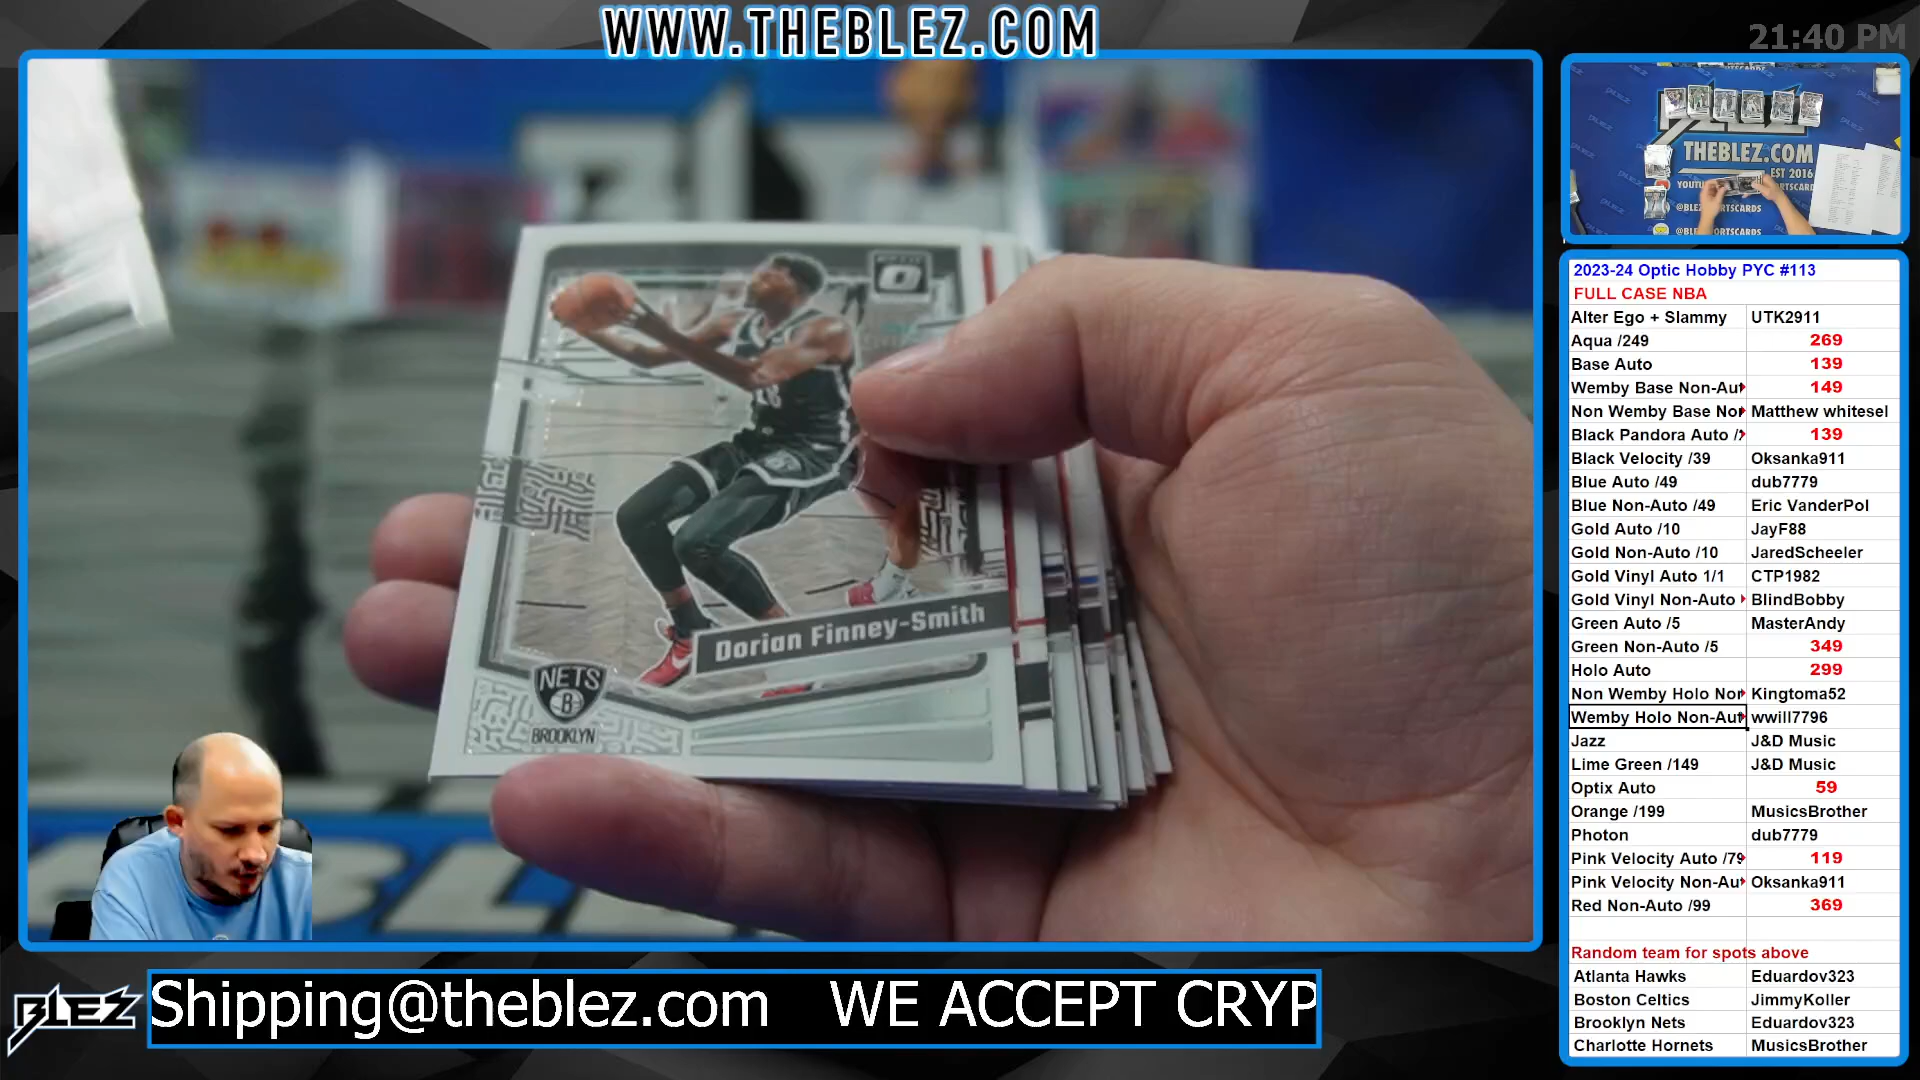 WWW.THEBLEZ.COM
21:40 PM
THEBLEZ.COM
EST 2016
@BLEZ
Dorian Finney-Smith
NETS
B
BROOKLYN
2023-24 Optic Hobby PYC #113
FULL CASE NBA
Alter Ego + Slammy UTK2911
Aqua /249 269
Base Auto 139
Wemby Base Non-Aut 149
Non Wemby Base Nor Matthew whitesel
Black Pandora Auto / 139
Black Velocity /39 Oksanka911
Blue Auto /49 dub7779
Blue Non-Auto /49 Eric VanderPol
Gold Auto /10 JayF88
Gold Non-Auto /10 JaredScheeler
Gold Vinyl Auto 1/1 CTP1982
Gold Vinyl Non-Auto BlindBobby
Green Auto /5 MasterAndy
Green Non-Auto /5 349
Holo Auto 299
Non Wemby Holo Nor Kingtoma52
Wemby Holo Non-Aut wwill7796
Jazz J&D Music
Lime Green /149 J&D Music
Optix Auto 59
Orange /199 MusicsBrother
Photon dub7779
Pink Velocity Auto /79 119
Pink Velocity Non-Au Oksanka911
Red Non-Auto /99 369
Random team for spots above
Atlanta Hawks Eduardov323
Boston Celtics JimmyKoller
Brooklyn Nets Eduardov323
Charlotte Hornets MusicsBrother
BLEZ
Shipping@theblez.com WE ACCEPT CRYP